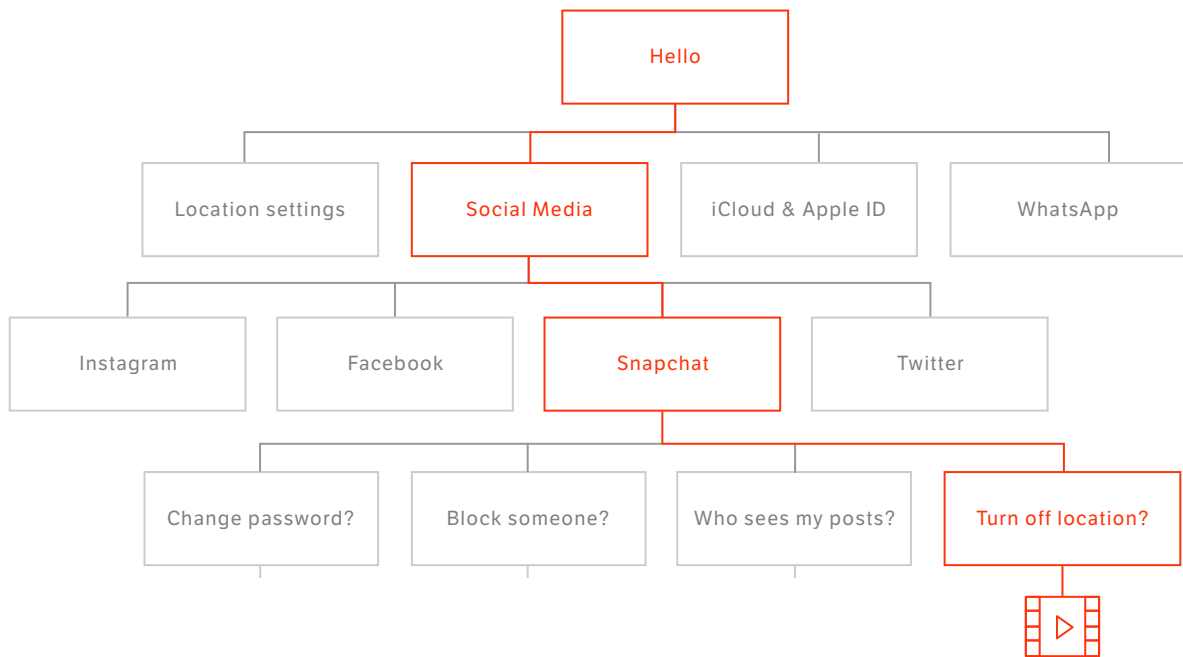 Hello
Location settings
Social Media
iCloud & Apple ID
WhatsApp
Instagram
Facebook
Snapchat
Twitter
Change password?
Block someone?
Who sees my posts?
Turn off location?